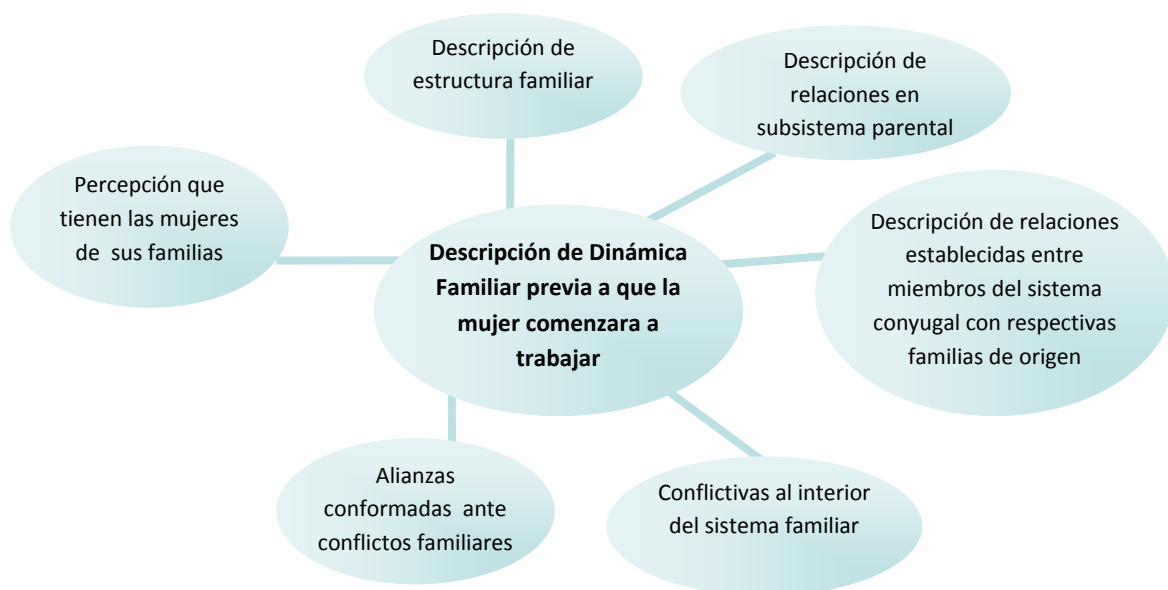 Descripción de
estructura familiar
Descripción de
relaciones en
subsistema parental
Percepción que
tienen las mujeres
de sus familias
Descripción de Dinámica
Familiar previa a que la
mujer comenzara a
trabajar
Descripción de relaciones
establecidas entre
miembros del sistema
conyugal con respectivas
familias de origen
Alianzas
conformadas ante
conflictos familiares
Conflictivas al interior
del sistema familiar